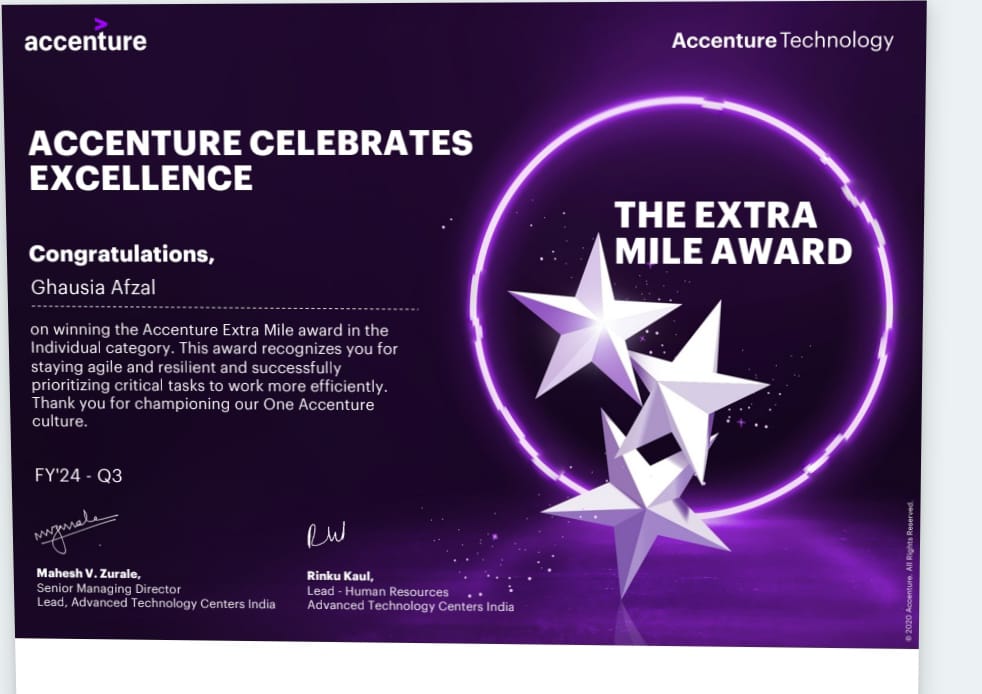 accenture
Accenture Technology
ACCENTURE CELEBRATES
EXCELLENCE
THE EXTRA
MILE AWARD
Congratulations,
Ghausia Afzal
on winning the Accenture Extra Mile award in the
Individual category. This award recognizes you for
staying agile and resilient and successfully
prioritizing critical tasks to work more efficiently.
Thank you for championing our One Accenture
culture.
FY'24 - Q3
Mahesh V. Zurale,
Senior Managing Director
Lead, Advanced Technology Centers India
Rinku Kaul,
Lead - Human Resources
Advanced Technology Centers India
© 2020 Accenture. All Rights Reserved.